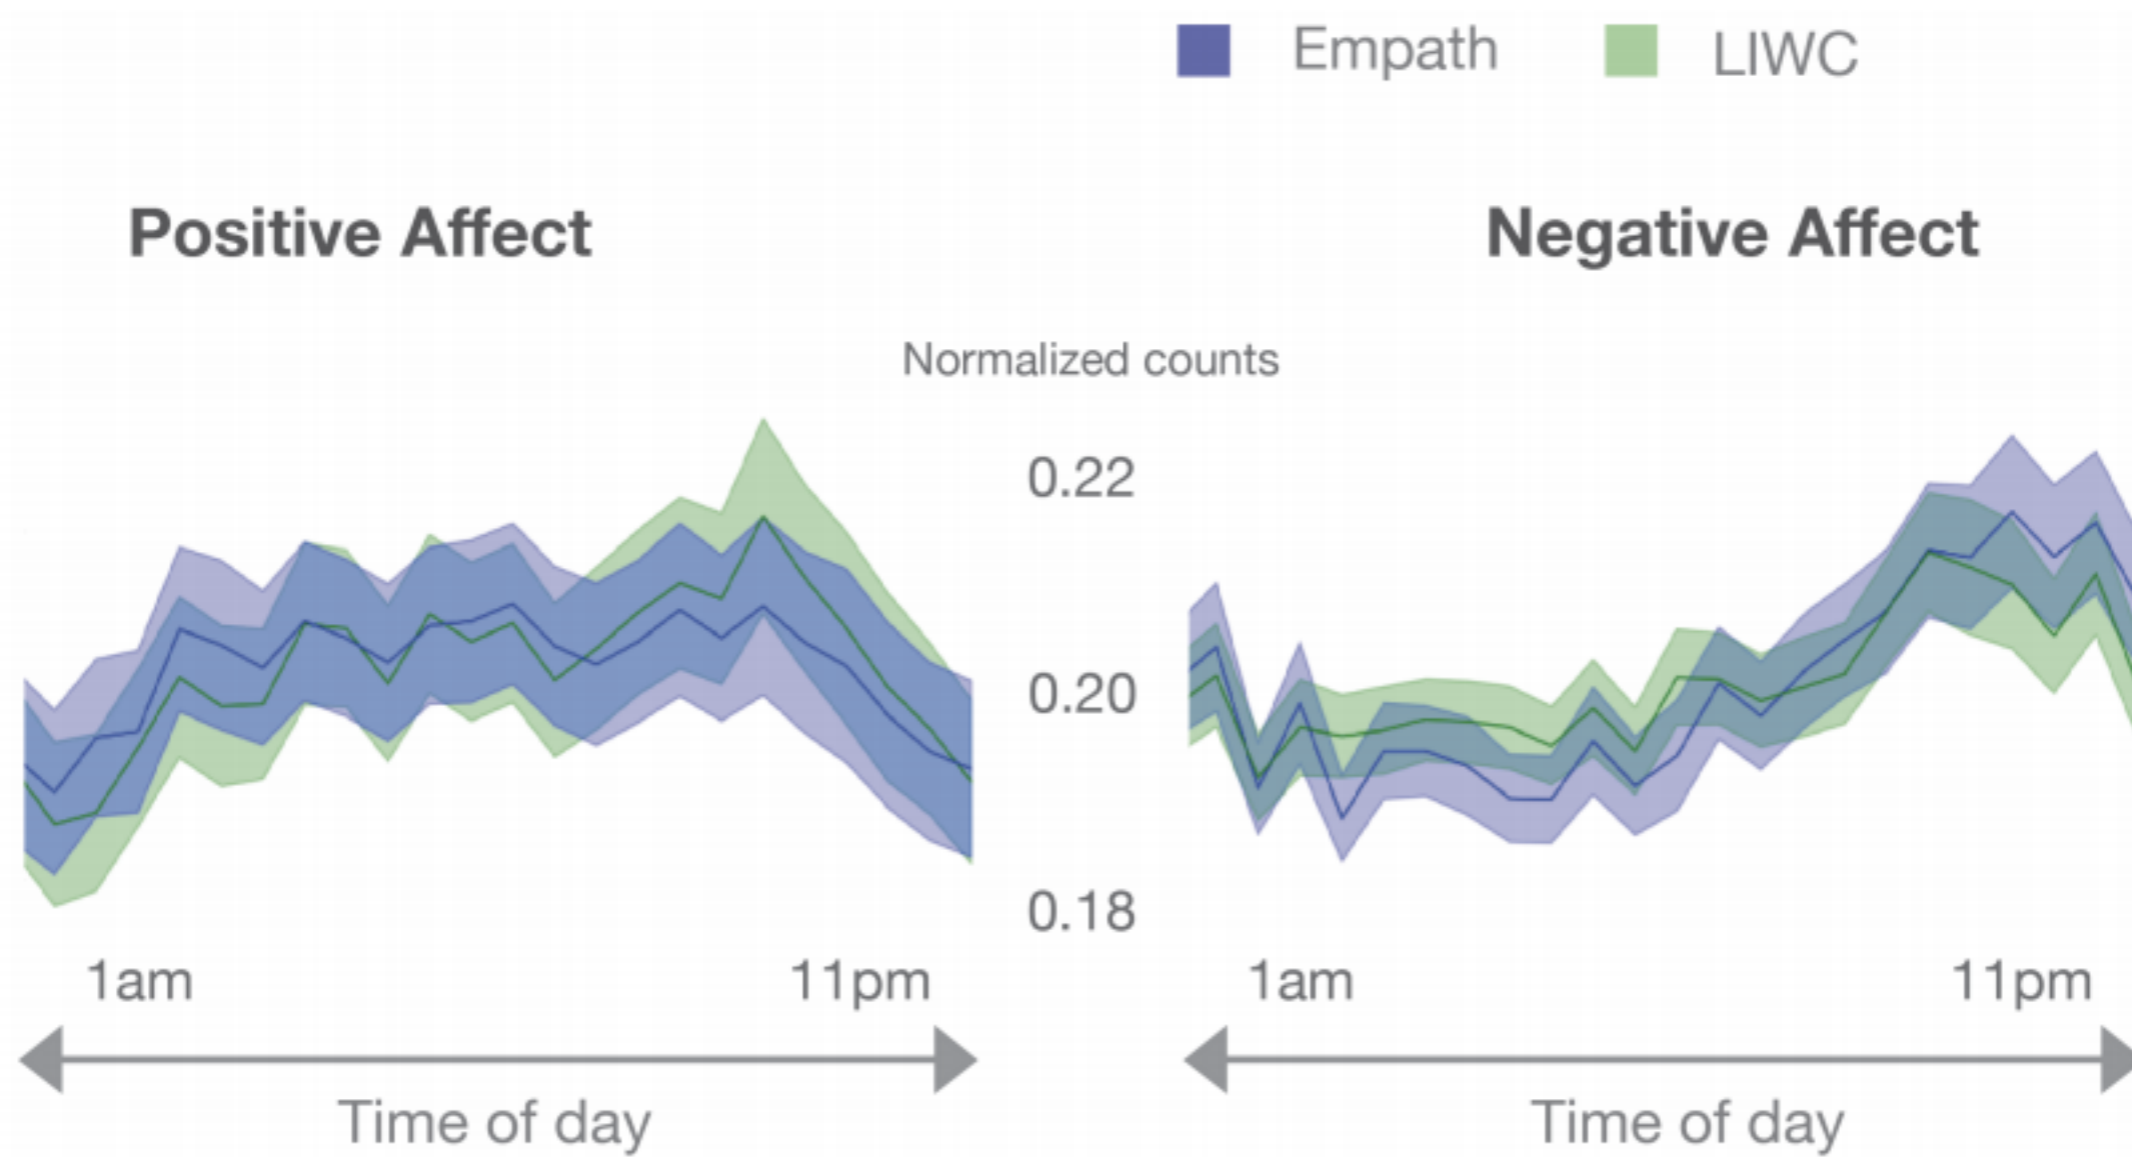 Empath LIWC
Positive Affect Negative Affect
Normalized counts
0.22
0.20
0.18
1am 11pm 1am 11pm
Time of day Time of day